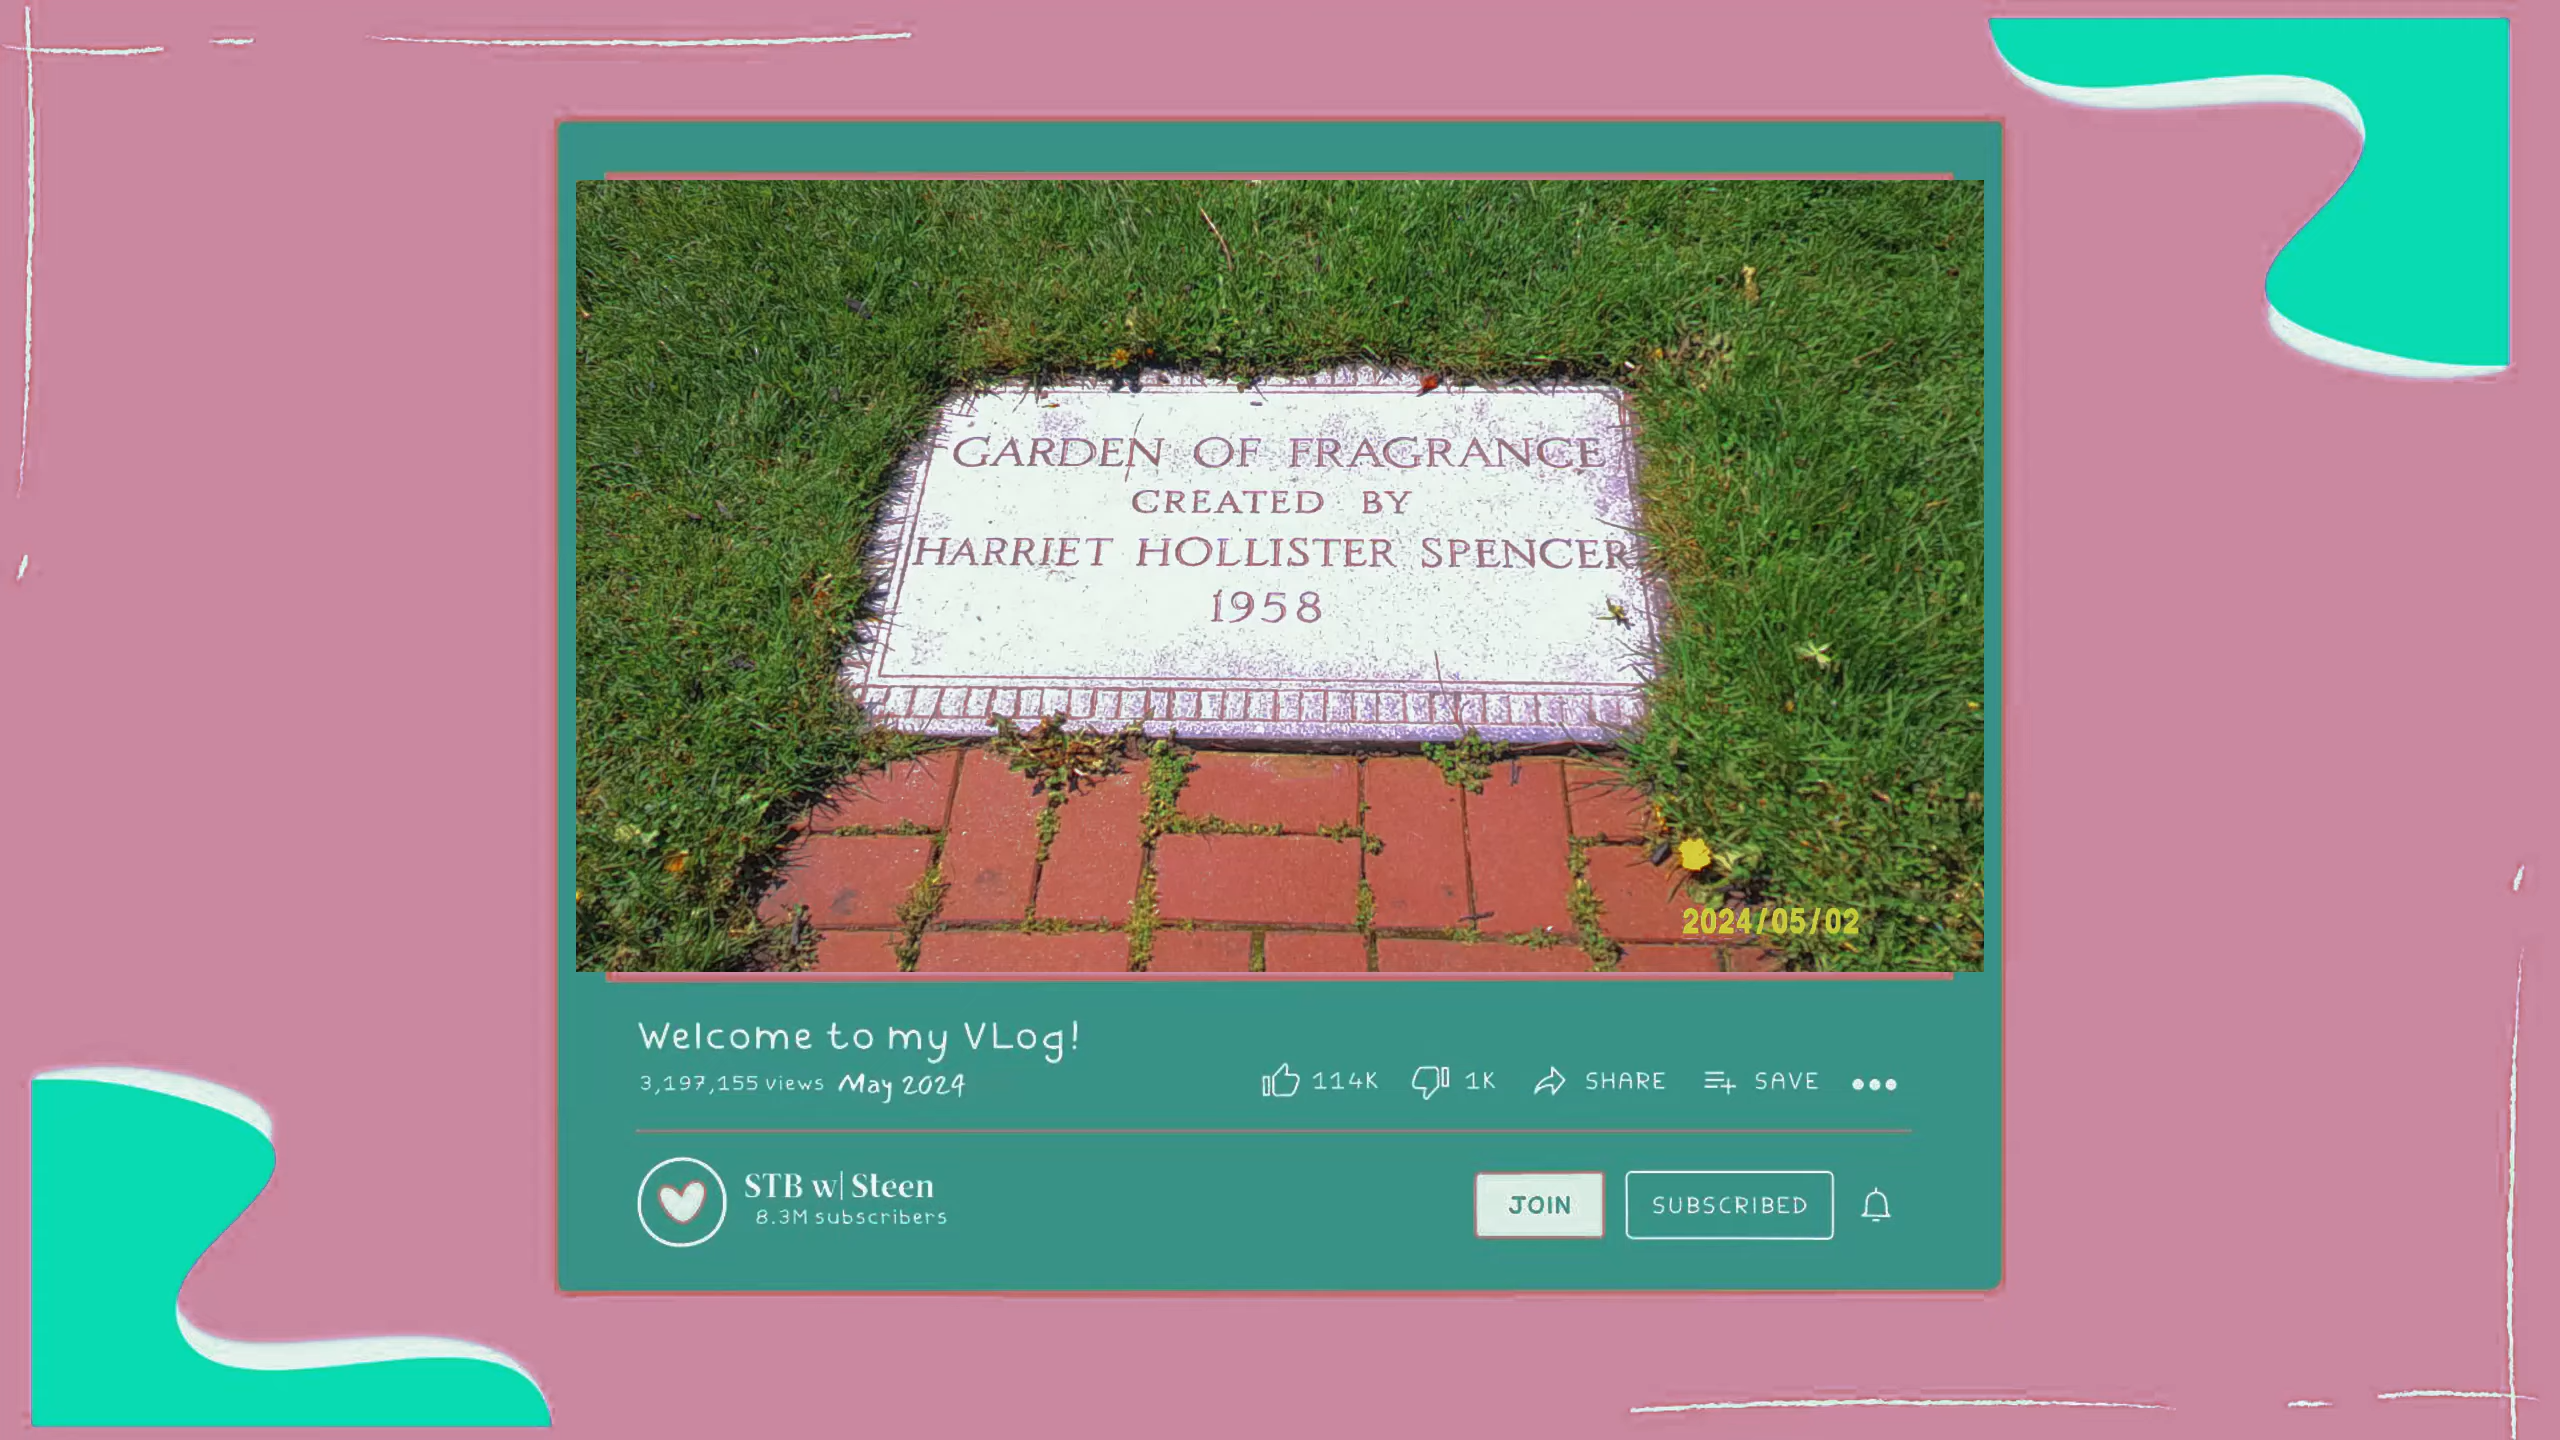 GARDEN OF FRAGRANCE
CREATED BY
HARRIET HOLLISTER SPENCER
1958
2024/05/02
Welcome to my VLog!
3,197,155 views May 2024
114K 1K SHARE SAVE
STB w| Steen
8.3M subscribers
JOIN SUBSCRIBED